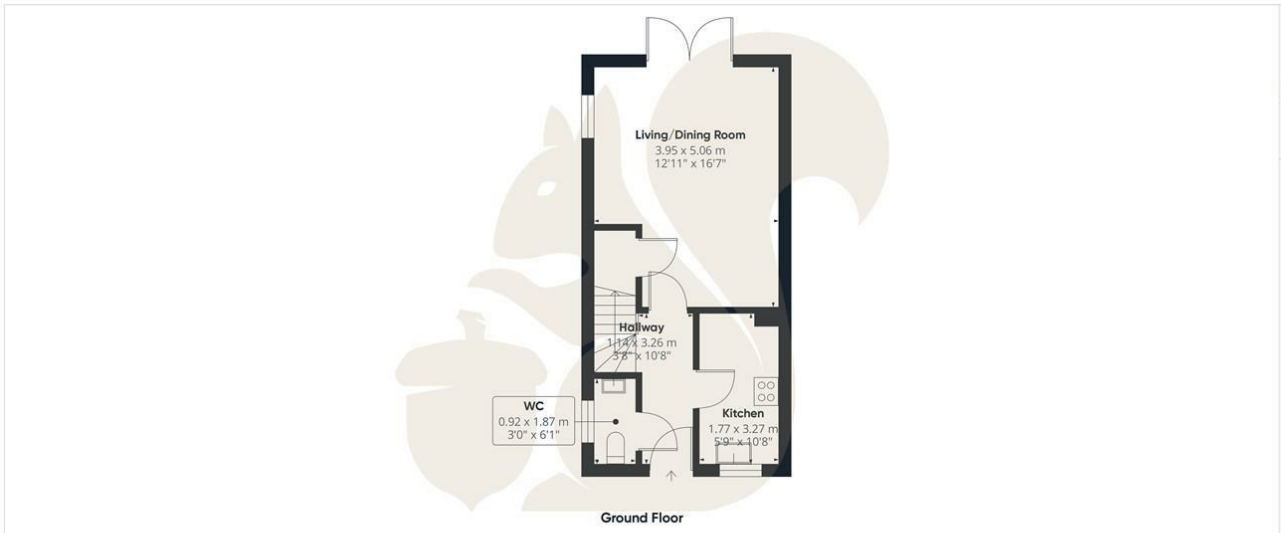 Living/Dining Room
3.95 x 5.06 m
12'11" x 16'7"
Hallway
1.14 x 3.26 m
3'8" x 10'8"
WC
0.92 x 1.87 m
3'0" x 6'1"
Kitchen
1.77 x 3.27 m
5'9" x 10'8"
Ground Floor